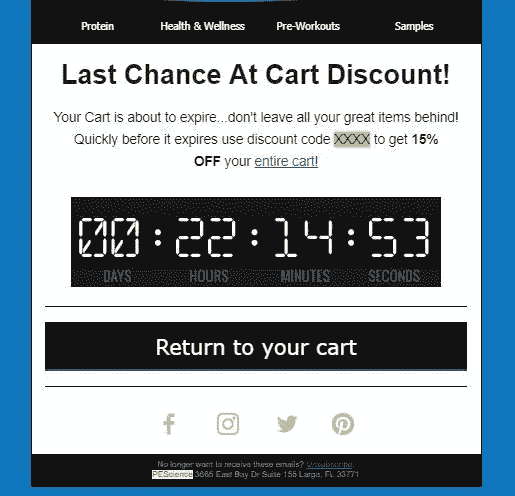 Protein Health & Wellness Pre-Workouts Samples
Last Chance At Cart Discount!
Your Cart is about to expire...don't leave all your great items behind!
Quickly before it expires use discount code XXXX to get 15%
OFF your entire cart!
00:22:14:53
DAYS HOURS MINUTES SECONDS
Return to your cart
No longer want to receive these emails? Unsubscribe.
PEScience 3665 East Bay Dr Suite 155 Largo, FL 33771